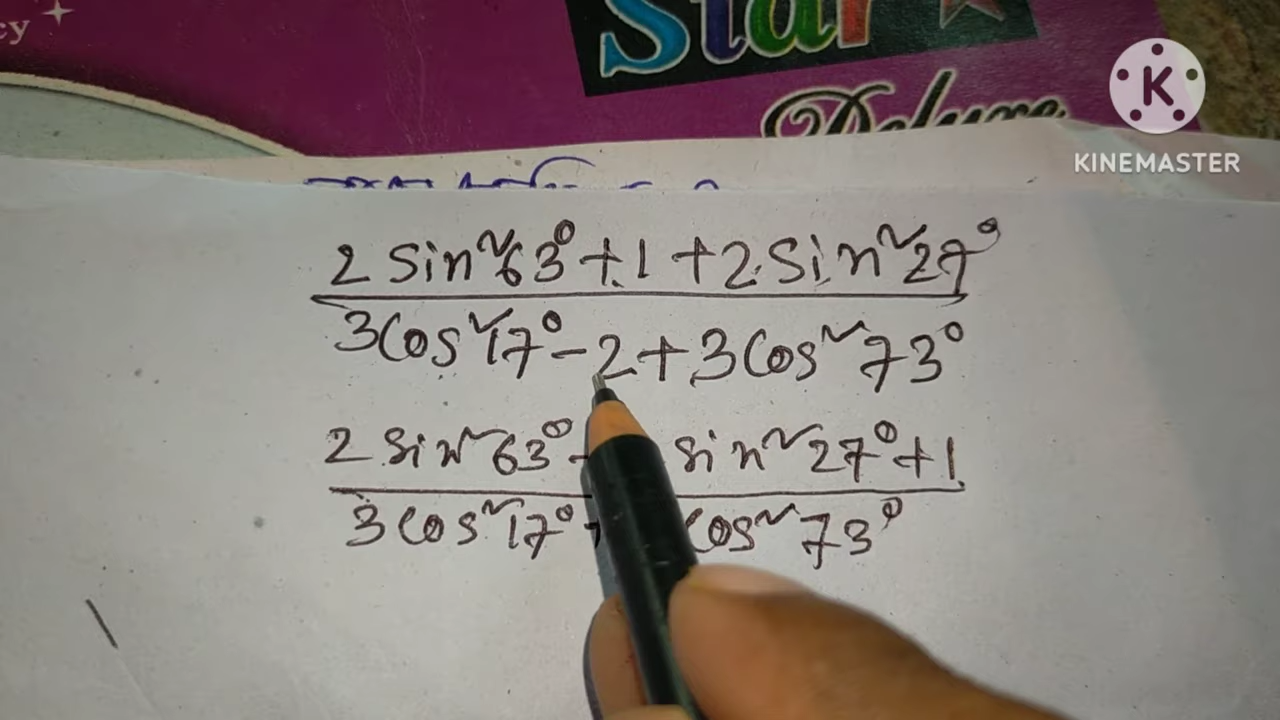 cy
Star
Deluxe
K
KINEMASTER
2 sin²63° + 1 + 2 sin²27°
3 cos²17° - 2 + 3 cos²73°
2 sin²63° sin²27° + 1
3 cos²17° cos²73°